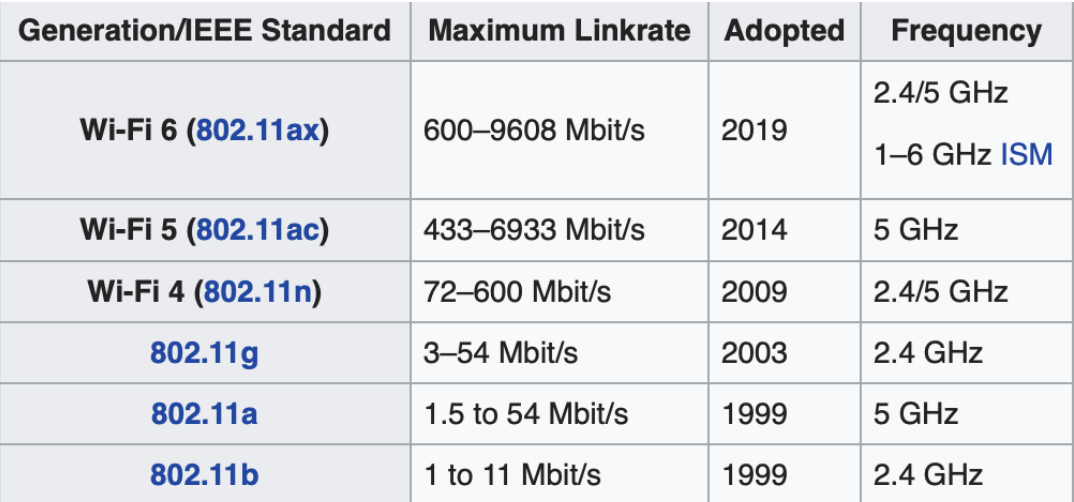 Generation/IEEE Standard Maximum Linkrate Adopted Frequency
Wi-Fi 6 (802.11ax) 600–9608 Mbit/s 2019 2.4/5 GHz
1–6 GHz ISM
Wi-Fi 5 (802.11ac) 433–6933 Mbit/s 2014 5 GHz
Wi-Fi 4 (802.11n) 72–600 Mbit/s 2009 2.4/5 GHz
802.11g 3–54 Mbit/s 2003 2.4 GHz
802.11a 1.5 to 54 Mbit/s 1999 5 GHz
802.11b 1 to 11 Mbit/s 1999 2.4 GHz